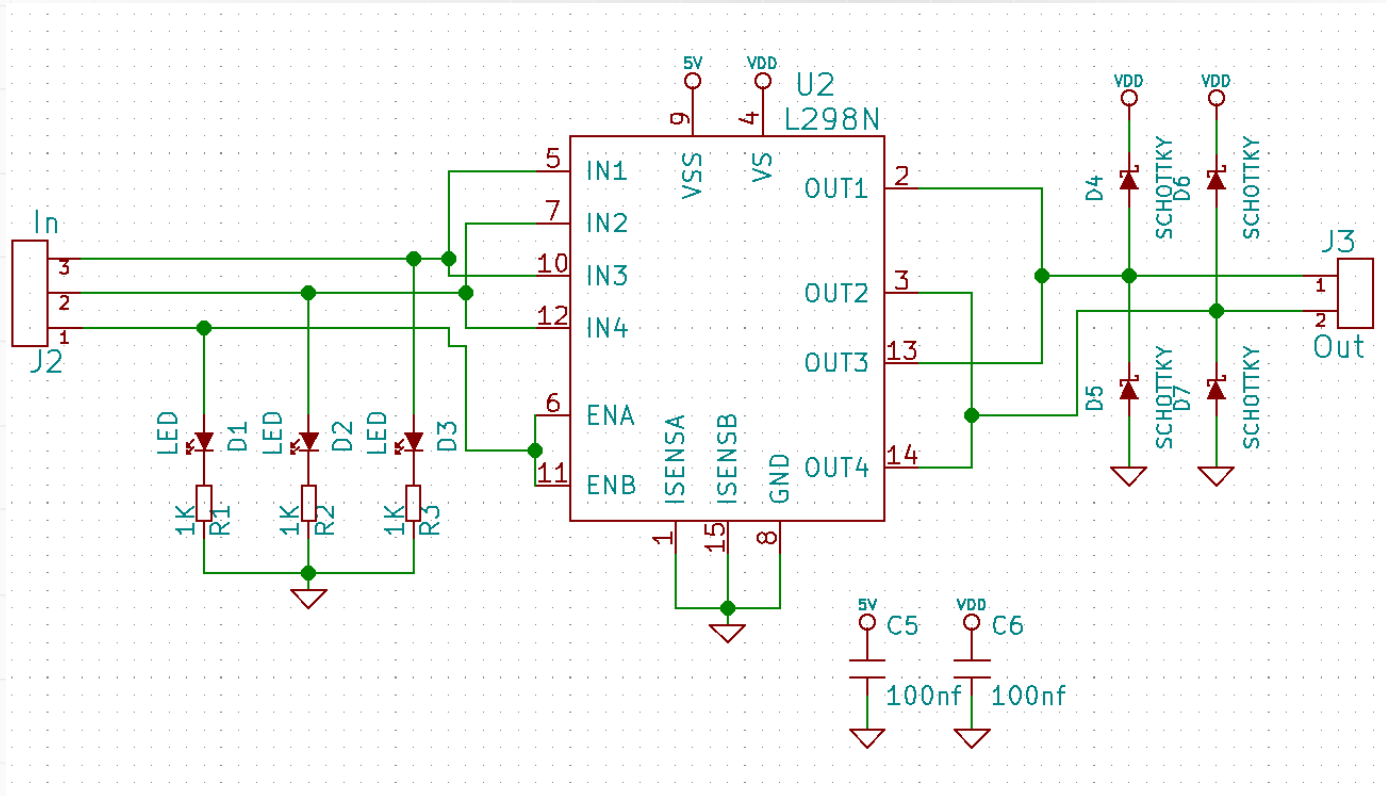 5V
VDD
U2
L298N
9
4
VSS
VS
5
IN1
7
IN2
10
IN3
12
IN4
6
ENA
11
ENB
OUT1
2
OUT2
3
OUT3
13
OUT4
14
ISENSA
ISENSB
GND
1
15
8
In
3
2
1
J2
LED
D1
LED
D2
LED
D3
1K
R1
1K
R2
1K
R3
VDD
VDD
D4
SCHOTTKY
D6
SCHOTTKY
J3
1
2
Out
D5
SCHOTTKY
D7
SCHOTTKY
5V
C5
100nf
VDD
C6
100nf